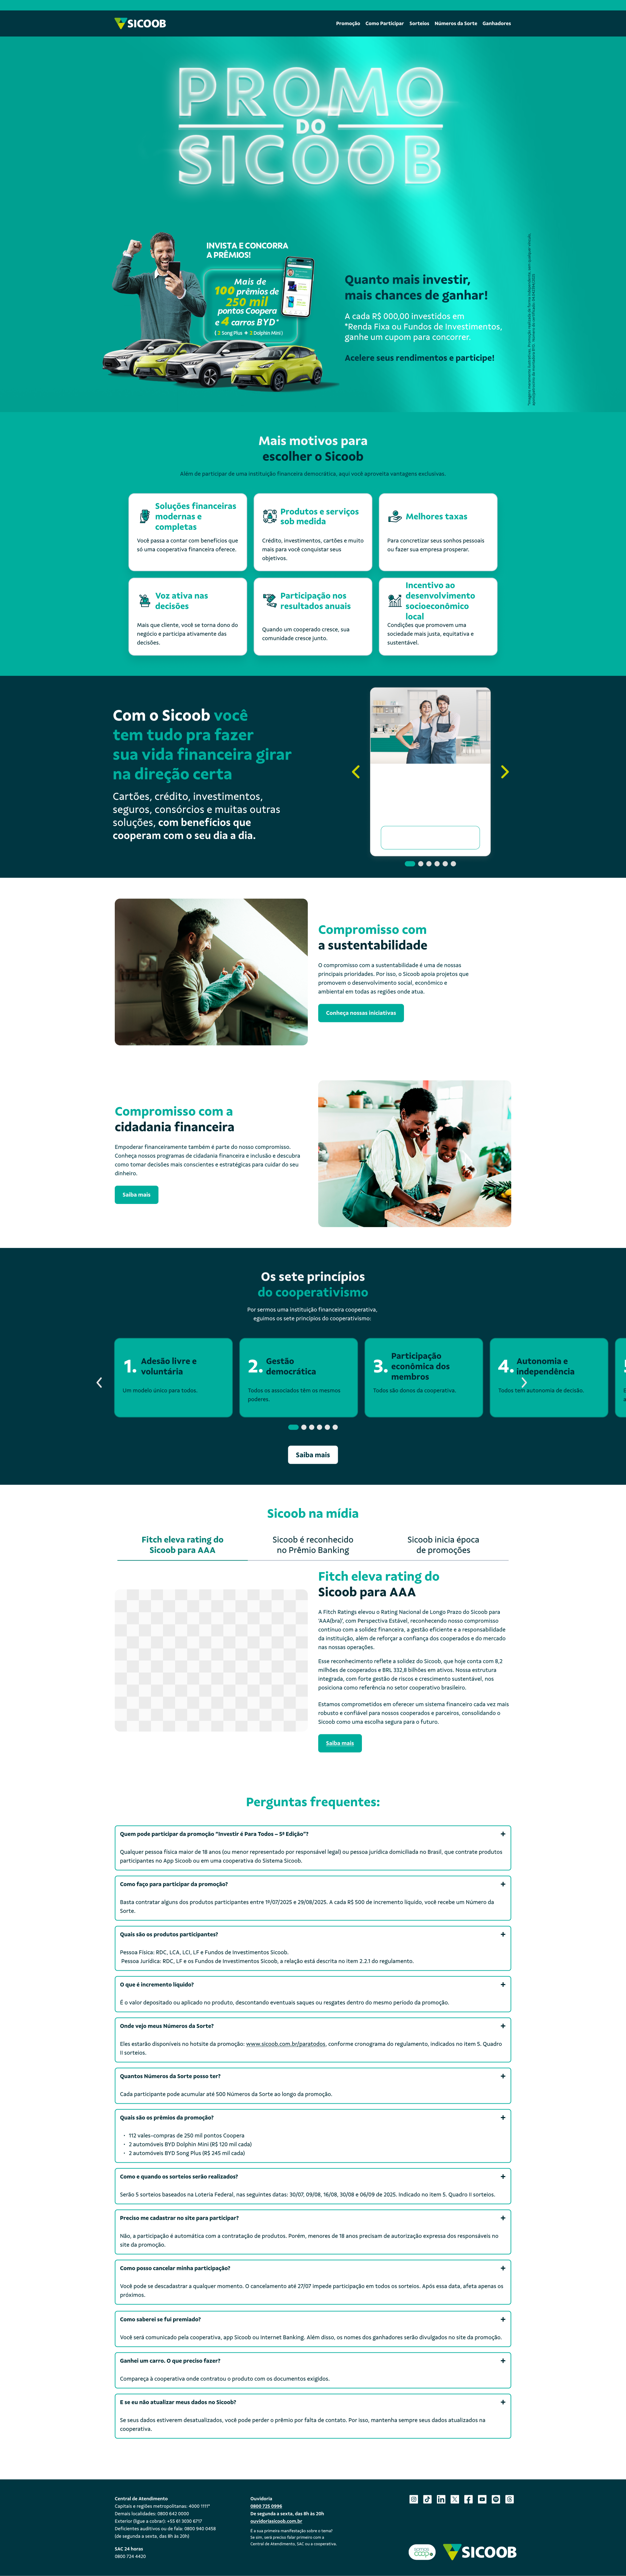 SICOOB
Promoção Como Participar Sorteios Números da Sorte Ganhadores
PROMO
DO
SICOOB
INVISTA E CONCORRA
A PRÊMIOS!
Mais de
100 prêmios de
250 mil
pontos Coopera
e 4 carros BYD*
( 2 Song Plus + 2 Dolphin Mini )
Quanto mais investir,
mais chances de ganhar!
A cada R$ 000,00 investidos em
*Renda Fixa ou Fundos de Investimentos,
ganhe um cupom para concorrer.
Acelere seus rendimentos e participe!
Mais motivos para
escolher o Sicoob
Além de participar de uma instituição financeira democrática, aqui você aproveita vantagens exclusivas.
Soluções financeiras
modernas e
completas
Você passa a contar com benefícios que
só uma cooperativa financeira oferece.
Produtos e serviços
sob medida
Crédito, investimentos, cartões e muito
mais para você conquistar seus
objetivos.
Melhores taxas
Para concretizar seus sonhos pessoais
ou fazer sua empresa prosperar.
Voz ativa nas
decisões
Mais que cliente, você se torna dono do
negócio e participa ativamente das
decisões.
Participação nos
resultados anuais
Quando um cooperado cresce, sua
comunidade cresce junto.
Incentivo ao
desenvolvimento
socioeconômico
local
Condições que promovem uma
sociedade mais justa, equitativa e
sustentável.
Com o Sicoob você
tem tudo pra fazer
sua vida financeira girar
na direção certa
Cartões, crédito, investimentos,
seguros, consórcios e muitas outras
soluções, com benefícios que
cooperam com o seu dia a dia.
Compromisso com
a sustentabilidade
O compromisso com a sustentabilidade é uma de nossas
principais prioridades. Por isso, o Sicoob apoia projetos que
promovem o desenvolvimento social, econômico e
ambiental em todas as regiões onde atua.
Conheça nossas iniciativas
Compromisso com a
cidadania financeira
Empoderar financeiramente também é parte do nosso compromisso.
Conheça nossos programas de cidadania financeira e inclusão e descubra
como tomar decisões mais conscientes e estratégicas para cuidar do seu
dinheiro.
Saiba mais
Os sete princípios
do cooperativismo
Por sermos uma instituição financeira cooperativa,
eguimos os sete princípios do cooperativismo:
1. Adesão livre e
voluntária
Um modelo único para todos.
2. Gestão
democrática
Todos os associados têm os mesmos
poderes.
3. Participação
econômica dos
membros
Todos são donos da cooperativa.
4. Autonomia e
independência
Todos tem autonomia de decisão.
Saiba mais
Sicoob na mídia
Fitch eleva rating do
Sicoob para AAA
Sicoob é reconhecido
no Prêmio Banking
Sicoob inicia época
de promoções
Fitch eleva rating do
Sicoob para AAA
A Fitch Ratings elevou o Rating Nacional de Longo Prazo do Sicoob para
'AAA(bra)', com Perspectiva Estável, reconhecendo nosso compromisso
contínuo com a solidez financeira, a gestão eficiente e a responsabilidade
da instituição, além de reforçar a confiança dos cooperados e do mercado
nas nossas operações.
Esse reconhecimento reflete a solidez do Sicoob, que hoje conta com 8,2
milhões de cooperados e BRL 332,8 bilhões em ativos. Nossa estrutura
integrada, com forte gestão de riscos e crescimento sustentável, nos
posiciona como referência no setor cooperativo brasileiro.
Estamos comprometidos em oferecer um sistema financeiro cada vez mais
robusto e confiável para nossos cooperados e parceiros, consolidando o
Sicoob como uma escolha segura para o futuro.
Saiba mais
Perguntas frequentes:
Quem pode participar da promoção "Investir é Para Todos – 5ª Edição"?
Qualquer pessoa física maior de 18 anos (ou menor representado por responsável legal) ou pessoa jurídica domiciliada no Brasil, que contrate produtos
participantes no App Sicoob ou em uma cooperativa do Sistema Sicoob.
Como faço para participar da promoção?
Basta contratar alguns dos produtos participantes entre 1º/07/2025 e 29/08/2025. A cada R$ 500 de incremento líquido, você recebe um Número da
Sorte.
Quais são os produtos participantes?
Pessoa Física: RDC, LCA, LCI, LF e Fundos de Investimentos Sicoob.
Pessoa Jurídica: RDC, LF e os Fundos de Investimentos Sicoob, a relação está descrita no item 2.2.1 do regulamento.
O que é incremento líquido?
É o valor depositado ou aplicado no produto, descontando eventuais saques ou resgates dentro do mesmo período da promoção.
Onde vejo meus Números da Sorte?
Eles estarão disponíveis no hotsite da promoção: www.sicoob.com.br/paratodos, conforme cronograma do regulamento, indicados no item 5. Quadro
II sorteios.
Quantos Números da Sorte posso ter?
Cada participante pode acumular até 500 Números da Sorte ao longo da promoção.
Quais são os prêmios da promoção?
• 112 vales-compras de 250 mil pontos Coopera
• 2 automóveis BYD Dolphin Mini (R$ 120 mil cada)
• 2 automóveis BYD Song Plus (R$ 245 mil cada)
Como e quando os sorteios serão realizados?
Serão 5 sorteios baseados na Loteria Federal, nas seguintes datas: 30/07, 09/08, 16/08, 30/08 e 06/09 de 2025. Indicado no item 5. Quadro II sorteios.
Preciso me cadastrar no site para participar?
Não, a participação é automática com a contratação de produtos. Porém, menores de 18 anos precisam de autorização expressa dos responsáveis no
site da promoção.
Como posso cancelar minha participação?
Você pode se descadastrar a qualquer momento. O cancelamento até 27/07 impede participação em todos os sorteios. Após essa data, afeta apenas os
próximos.
Como saberei se fui premiado?
Você será comunicado pela cooperativa, app Sicoob ou Internet Banking. Além disso, os nomes dos ganhadores serão divulgados no site da promoção.
Ganhei um carro. O que preciso fazer?
Compareça à cooperativa onde contratou o produto com os documentos exigidos.
E se eu não atualizar meus dados no Sicoob?
Se seus dados estiverem desatualizados, você pode perder o prêmio por falta de contato. Por isso, mantenha sempre seus dados atualizados na
cooperativa.
Central de Atendimento
Capitais e regiões metropolitanas: 4000 1111*
Demais localidades: 0800 642 0000
Exterior (ligue a cobrar): +55 61 3030 6717
Deficientes auditivos ou de fala: 0800 940 0458
(de segunda a sexta, das 8h às 20h)
SAC 24 horas
0800 724 4420
Ouvidoria
0800 725 0996
De segunda a sexta, das 8h às 20h
ouvidoriasicoob.com.br
É a sua primeira manifestação sobre o tema?
Se sim, será preciso falar primeiro com a
Central de Atendimento, SAC ou a cooperativa.
SICOOB